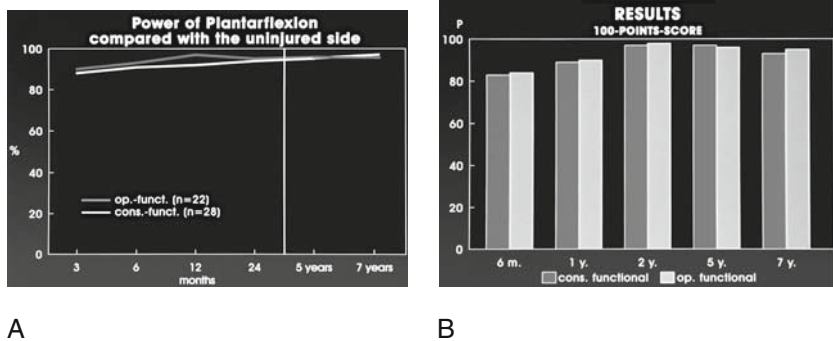 Power of Plantarflexion
compared with the uninjured side
100
80
60
40
20
0
%
op.-funct. (n=22)
cons.-funct. (n=28)
3 6 12 24 5 years 7 years
months
A
RESULTS
100-POINTS-SCORE
P
100
80
60
40
20
0
6 m. 1 y. 2 y. 5 y. 7 y.
cons. functional op. functional
B